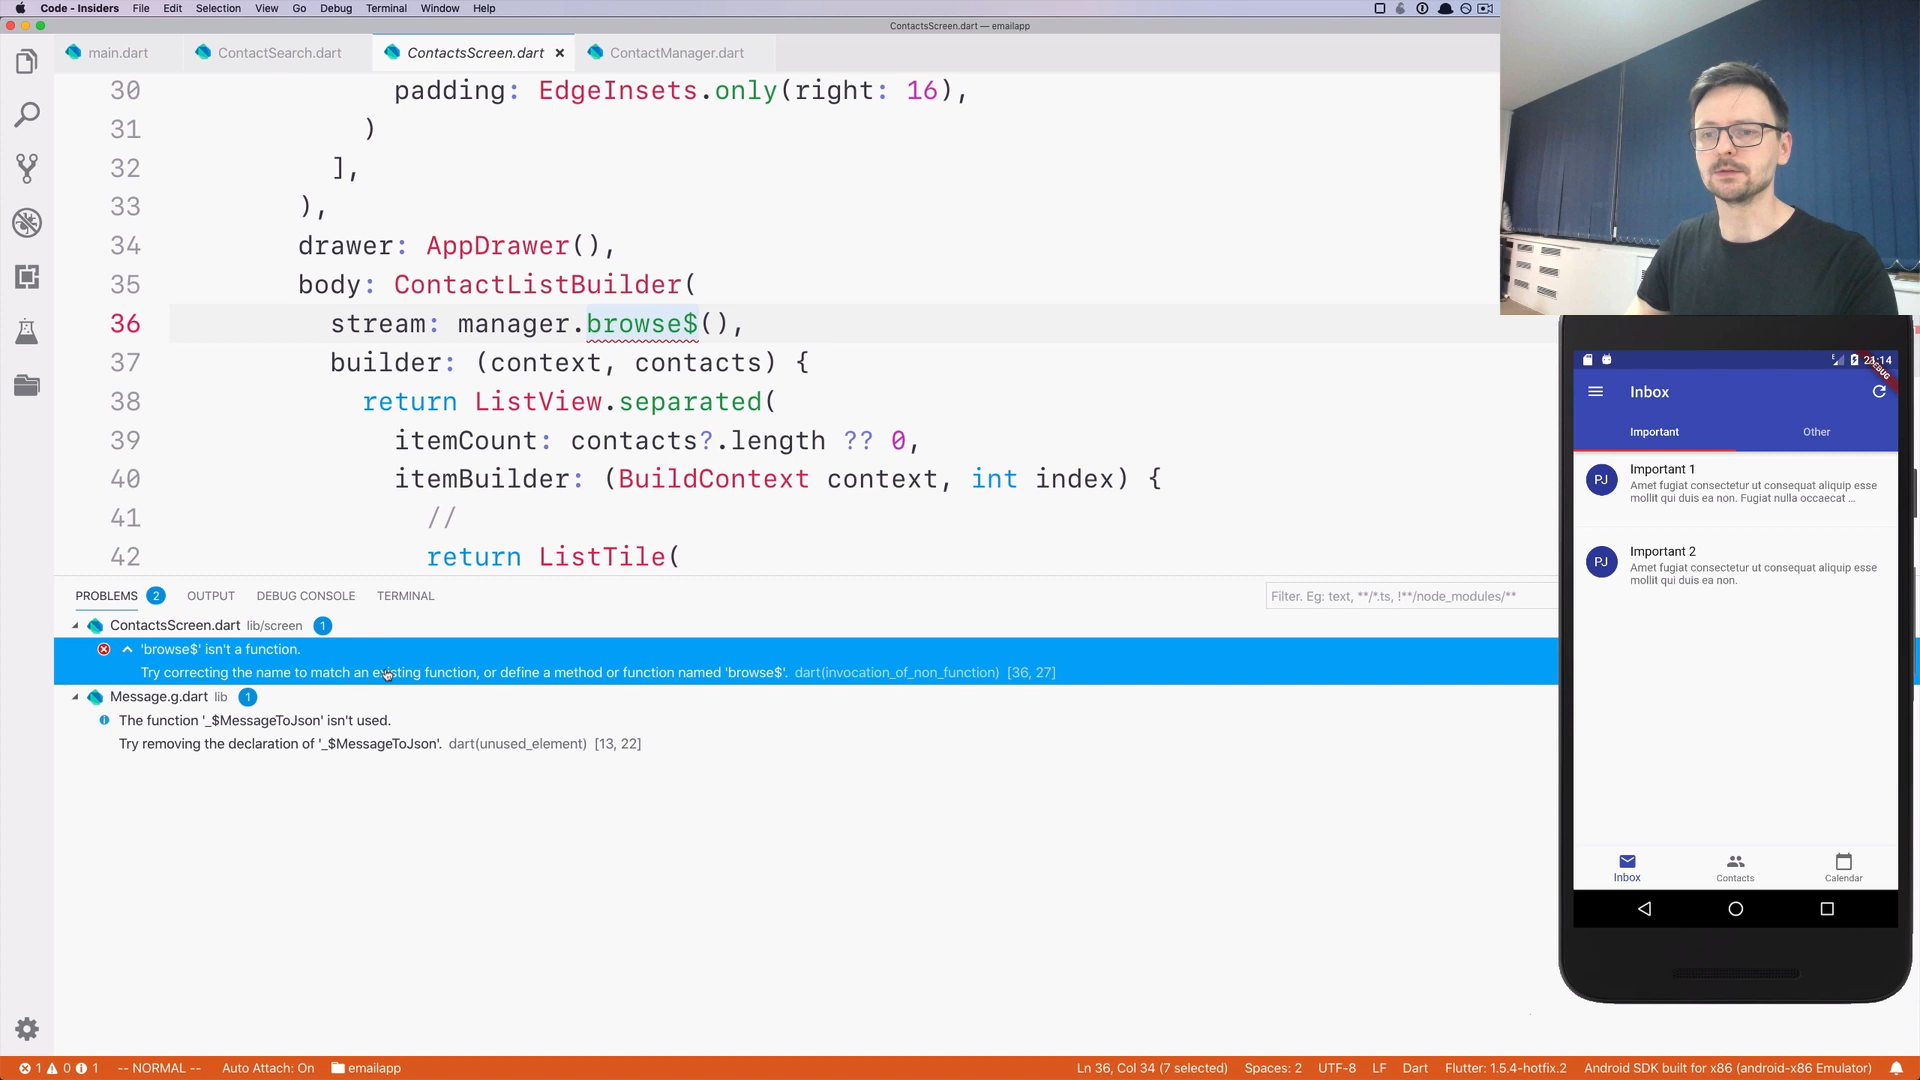 Code - Insiders File Edit Selection View Go Debug Terminal Window Help
ContactsScreen.dart — emailapp
main.dart ContactSearch.dart ContactsScreen.dart × ContactManager.dart
30 padding: EdgeInsets.only(right: 16),
31 )
32 ],
33 ),
34 drawer: AppDrawer(),
35 body: ContactListBuilder(
36 stream: manager.browse$(),
37 builder: (context, contacts) {
38 return ListView.separated(
39 itemCount: contacts?.length ?? 0,
40 itemBuilder: (BuildContext context, int index) {
41 //
42 return ListTile(
PROBLEMS 2 OUTPUT DEBUG CONSOLE TERMINAL
Filter. Eg: text, **/*.ts, !**/node_modules/**
ContactsScreen.dart lib/screen 1
'browse$' isn't a function.
Try correcting the name to match an existing function, or define a method or function named 'browse$'. dart(invocation_of_non_function) [36, 27]
Message.g.dart lib 1
The function '_$MessageToJson' isn't used.
Try removing the declaration of '_$MessageToJson'. dart(unused_element) [13, 22]
21:14
DEBUG
Inbox
Important Other
PJ
Important 1
Amet fugiat consectetur ut consequat aliquip esse
mollit qui duis ea non. Fugiat nulla occaecat ...
PJ
Important 2
Amet fugiat consectetur ut consequat aliquip esse
mollit qui duis ea non.
Inbox Contacts Calendar
1 0 1 -- NORMAL -- Auto Attach: On emailapp
Ln 36, Col 34 (7 selected) Spaces: 2 UTF-8 LF Dart Flutter: 1.5.4-hotfix.2 Android SDK built for x86 (android-x86 Emulator)